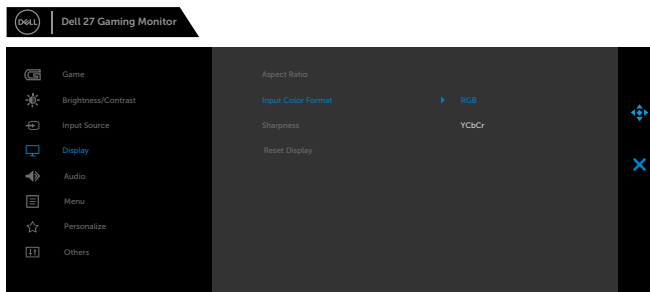 DELL
Dell 27 Gaming Monitor
Game
Aspect Ratio
Brightness/Contrast
Input Color Format
RGB
Input Source
Sharpness
YCbCr
Display
Reset Display
Audio
Menu
Personalize
Others